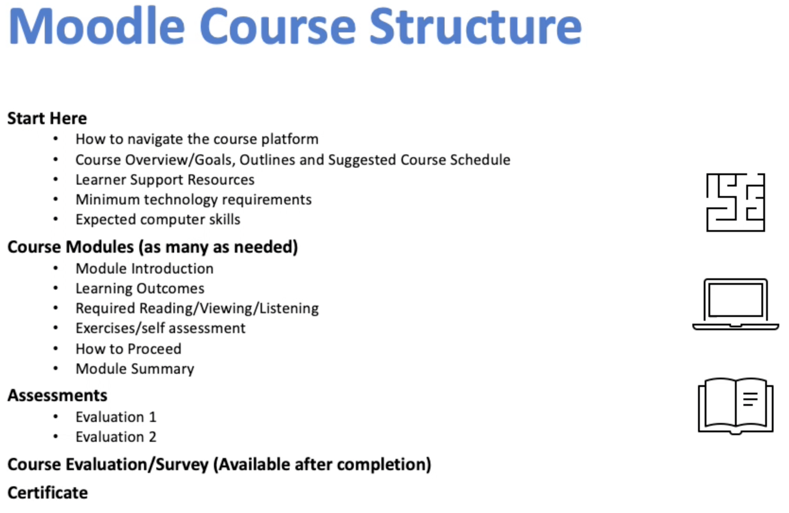 Moodle Course Structure
Start Here
• How to navigate the course platform
• Course Overview/Goals, Outlines and Suggested Course Schedule
• Learner Support Resources
• Minimum technology requirements
• Expected computer skills
Course Modules (as many as needed)
• Module Introduction
• Learning Outcomes
• Required Reading/Viewing/Listening
• Exercises/self assessment
• How to Proceed
• Module Summary
Assessments
• Evaluation 1
• Evaluation 2
Course Evaluation/Survey (Available after completion)
Certificate